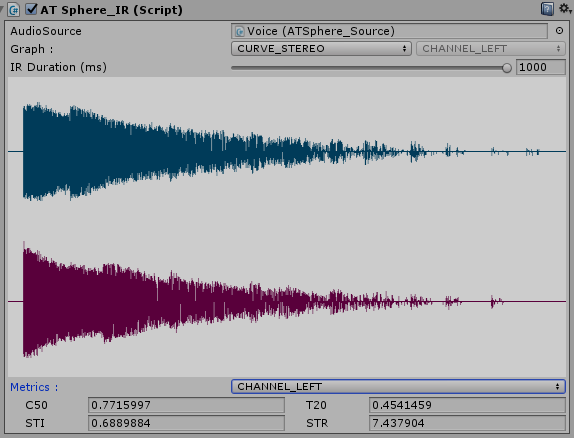 AT Sphere_IR (Script)
AudioSource Voice (ATSphere_Source)
Graph : CURVE_STEREO CHANNEL_LEFT
IR Duration (ms) 1000
Metrics : CHANNEL_LEFT
C50 0.7715997 T20 0.4541459
STI 0.6889884 STR 7.437904